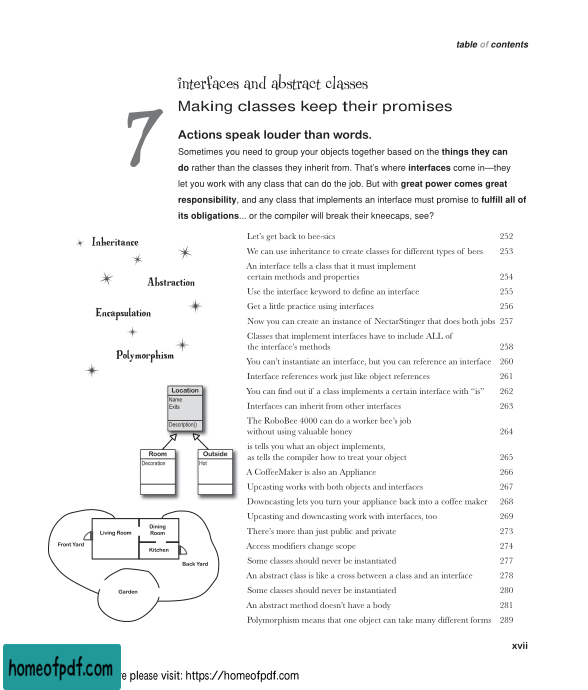 table of contents
7
interfaces and abstract classes
Making classes keep their promises
Actions speak louder than words.
Sometimes you need to group your objects together based on the things they can
do rather than the classes they inherit from. That's where interfaces come in—they
let you work with any class that can do the job. But with great power comes great
responsibility, and any class that implements an interface must promise to fulfill all of
its obligations... or the compiler will break their kneecaps, see?
Inheritance
Abstraction
Encapsulation
Polymorphism
Location
Name
Exits
Description()
Room
Decoration
Outside
Hot
Living Room
Dining
Room
Kitchen
Front Yard
Back Yard
Garden
Let's get back to bee-sics 252
We can use inheritance to create classes for different types of bees 253
An interface tells a class that it must implement
certain methods and properties 254
Use the interface keyword to define an interface 255
Get a little practice using interfaces 256
Now you can create an instance of NectarStinger that does both jobs 257
Classes that implement interfaces have to include ALL of
the interface's methods 258
You can't instantiate an interface, but you can reference an interface 260
Interface references work just like object references 261
You can find out if a class implements a certain interface with "is" 262
Interfaces can inherit from other interfaces 263
The RoboBee 4000 can do a worker bee's job
without using valuable honey 264
is tells you what an object implements,
as tells the compiler how to treat your object 265
A CoffeeMaker is also an Appliance 266
Upcasting works with both objects and interfaces 267
Downcasting lets you turn your appliance back into a coffee maker 268
Upcasting and downcasting work with interfaces, too 269
There's more than just public and private 273
Access modifiers change scope 274
Some classes should never be instantiated 277
An abstract class is like a cross between a class and an interface 278
Some classes should never be instantiated 280
An abstract method doesn't have a body 281
Polymorphism means that one object can take many different forms 289
xvii
homeofpdf.com
please visit: https://homeofpdf.com